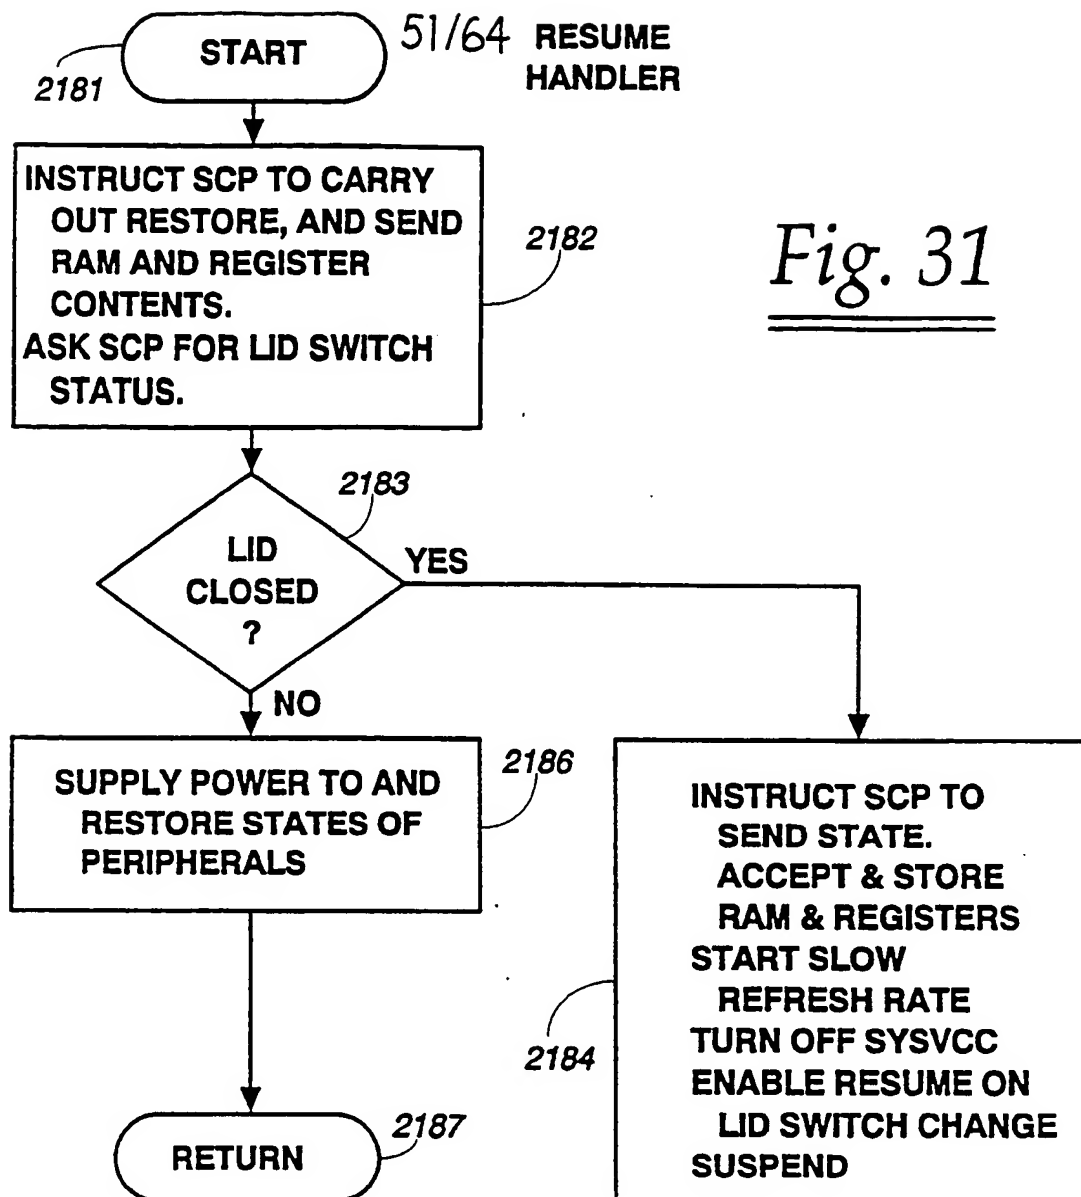 START
51/64 RESUME
HANDLER
2181
INSTRUCT SCP TO CARRY
OUT RESTORE, AND SEND
RAM AND REGISTER
CONTENTS.
ASK SCP FOR LID SWITCH
STATUS.
2182
Fig. 31
2183
LID
CLOSED
?
YES
NO
SUPPLY POWER TO AND
RESTORE STATES OF
PERIPHERALS
2186
INSTRUCT SCP TO
SEND STATE.
ACCEPT & STORE
RAM & REGISTERS
START SLOW
REFRESH RATE
TURN OFF SYSVCC
ENABLE RESUME ON
LID SWITCH CHANGE
SUSPEND
2184
RETURN
2187